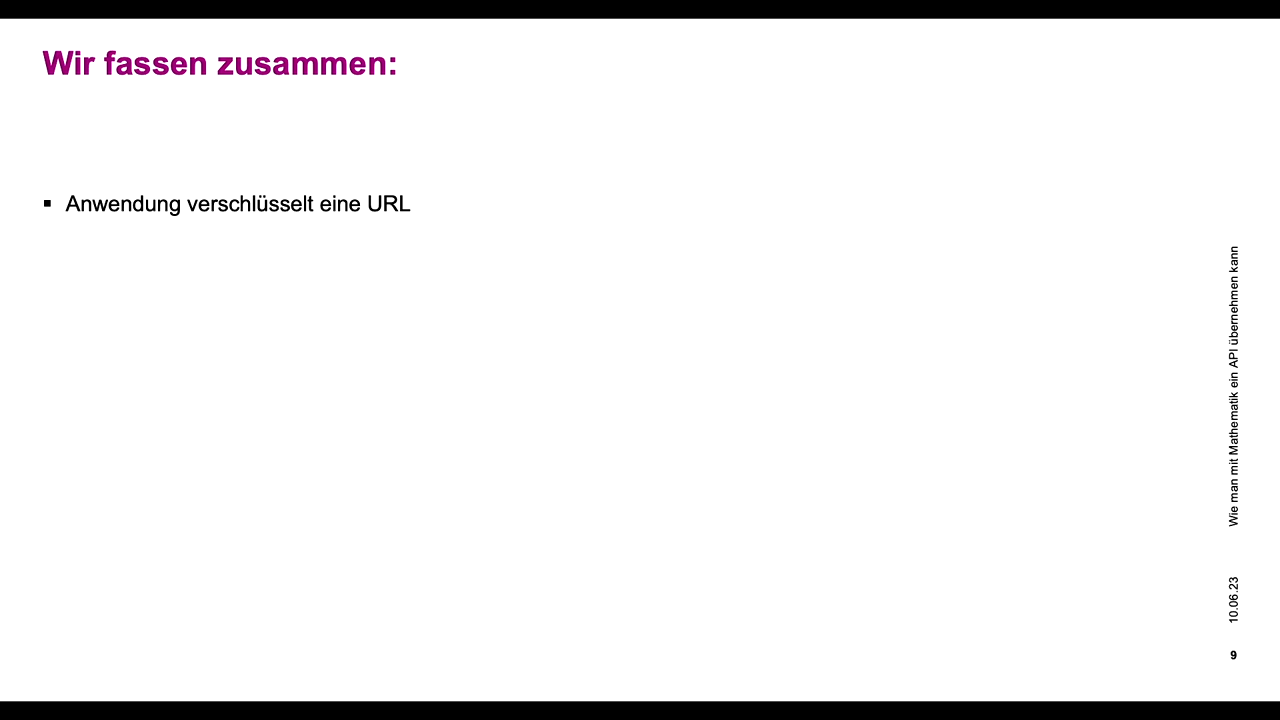 Wir fassen zusammen:
▪ Anwendung verschlüsselt eine URL
Wie man mit Mathematik ein API übernehmen kann
10.06.23
9